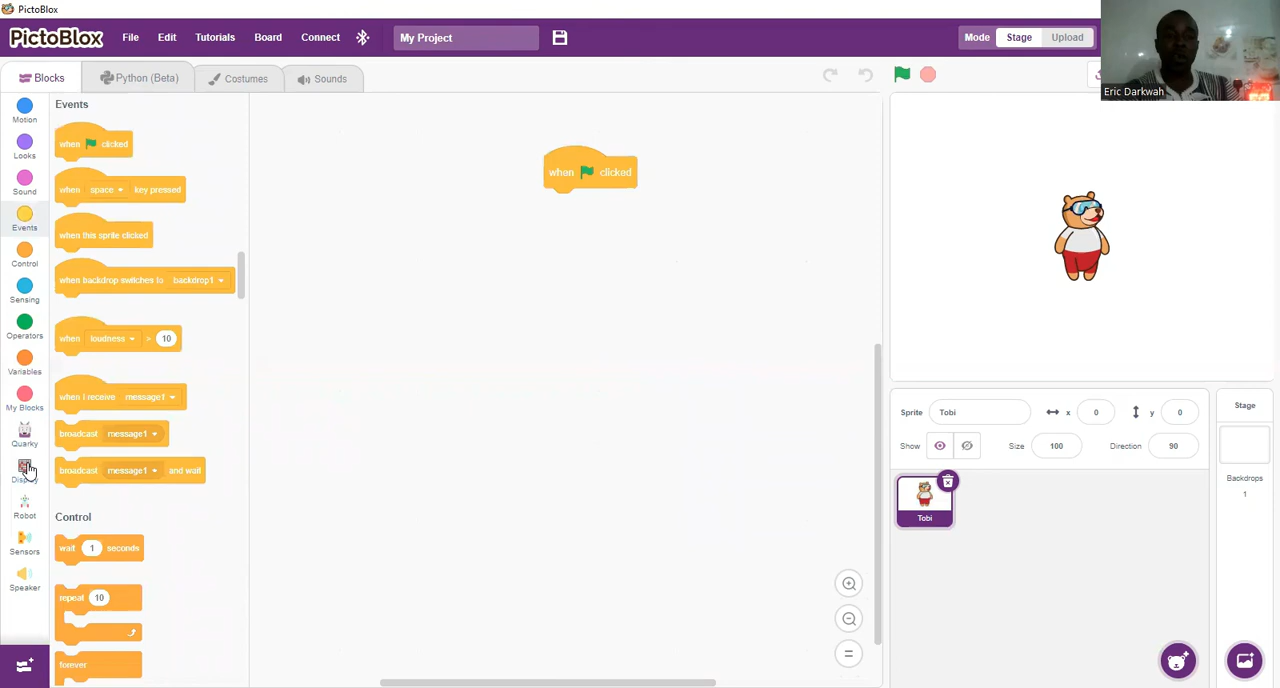 PictoBlox
PictoBlox File Edit Tutorials Board Connect My Project Mode Stage Upload
Blocks Python (Beta) Costumes Sounds
Eric Darkwah
Motion
Looks
Sound
Events
Control
Sensing
Operators
Variables
My Blocks
Quarky
Display
Robot
Sensors
Speaker
Events
when clicked
when space key pressed
when this sprite clicked
when backdrop switches to backdrop1
when loudness > 10
when I receive message1
broadcast message1
broadcast message1 and wait
Control
wait 1 seconds
repeat 10
forever
when clicked
Sprite Tobi x 0 y 0
Show Size 100 Direction 90
Tobi
Stage
Backdrops
1